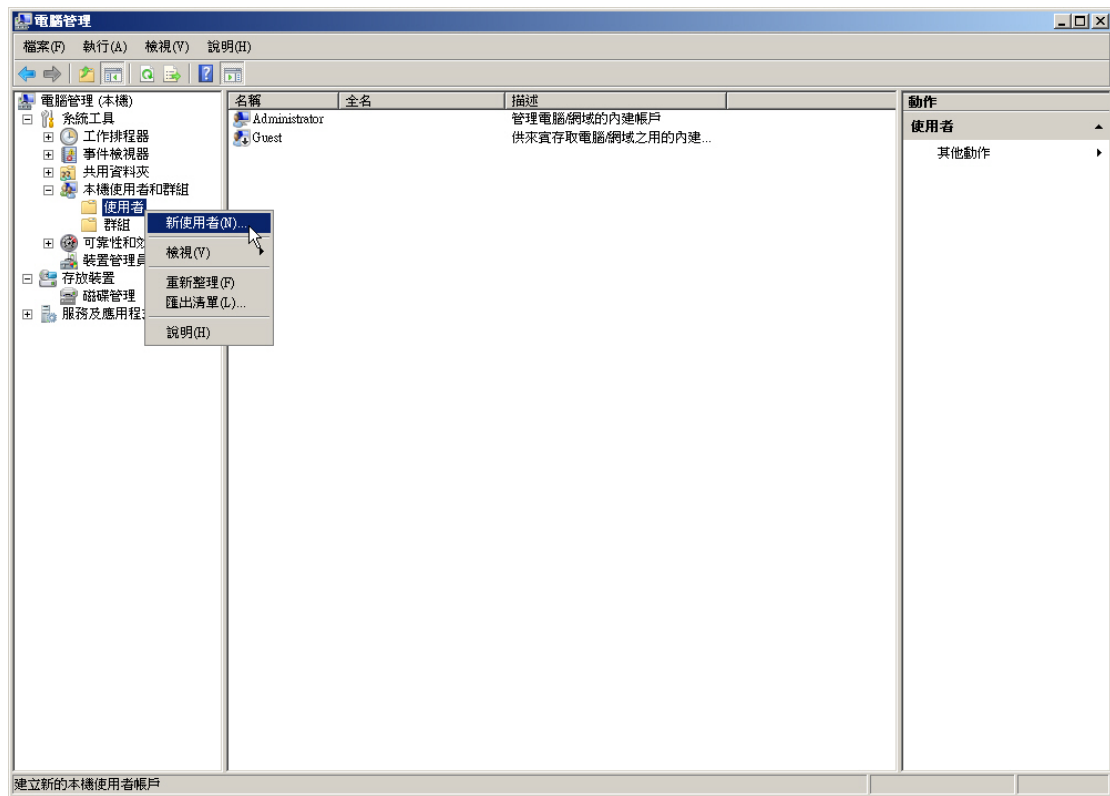 電腦管理
檔案(F) 執行(A) 檢視(V) 說明(H)
電腦管理 (本機)
系統工具
工作排程器
事件檢視器
共用資料夾
本機使用者和群組
使用者
群組
可靠性和效
裝置管理員
存放裝置
磁碟管理
服務及應用程
新使用者(N)...
檢視(V)
重新整理(F)
匯出清單(L)...
說明(H)
名稱 全名 描述
Administrator 管理電腦/網域的內建帳戶
Guest 供來賓存取電腦/網域之用的內建...
動作
使用者
其他動作
建立新的本機使用者帳戶